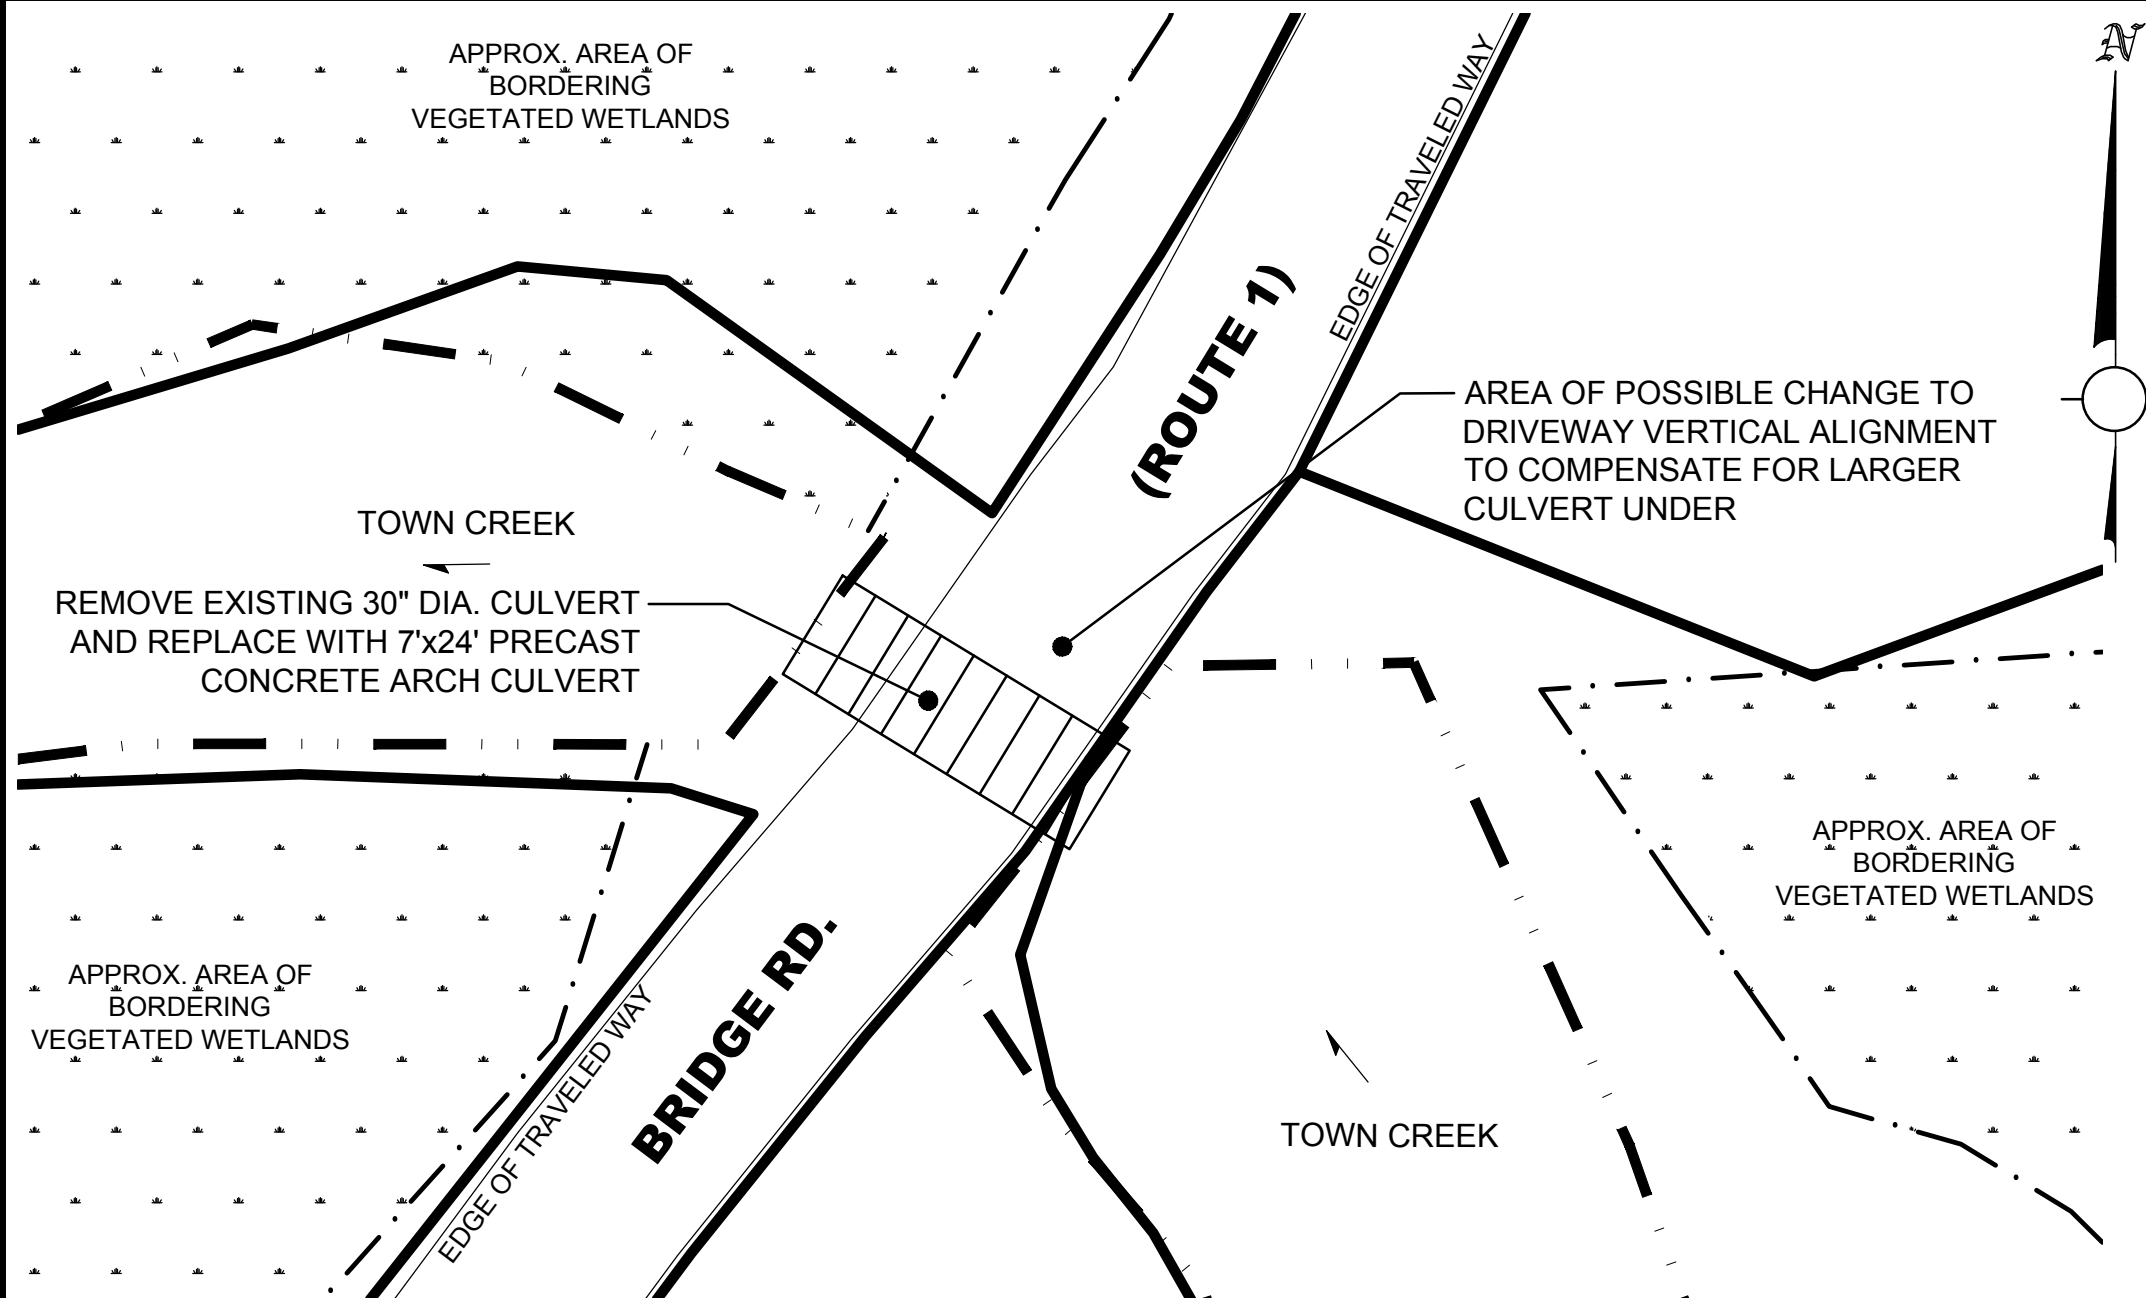 APPROX. AREA OF
BORDERING
VEGETATED WETLANDS
N
EDGE OF TRAVELED WAY
(ROUTE 1)
AREA OF POSSIBLE CHANGE TO
DRIVEWAY VERTICAL ALIGNMENT
TO COMPENSATE FOR LARGER
CULVERT UNDER
TOWN CREEK
REMOVE EXISTING 30" DIA. CULVERT
AND REPLACE WITH 7'x24' PRECAST
CONCRETE ARCH CULVERT
APPROX. AREA OF
BORDERING
VEGETATED WETLANDS
BRIDGE RD.
APPROX. AREA OF
BORDERING
VEGETATED WETLANDS
EDGE OF TRAVELED WAY
TOWN CREEK